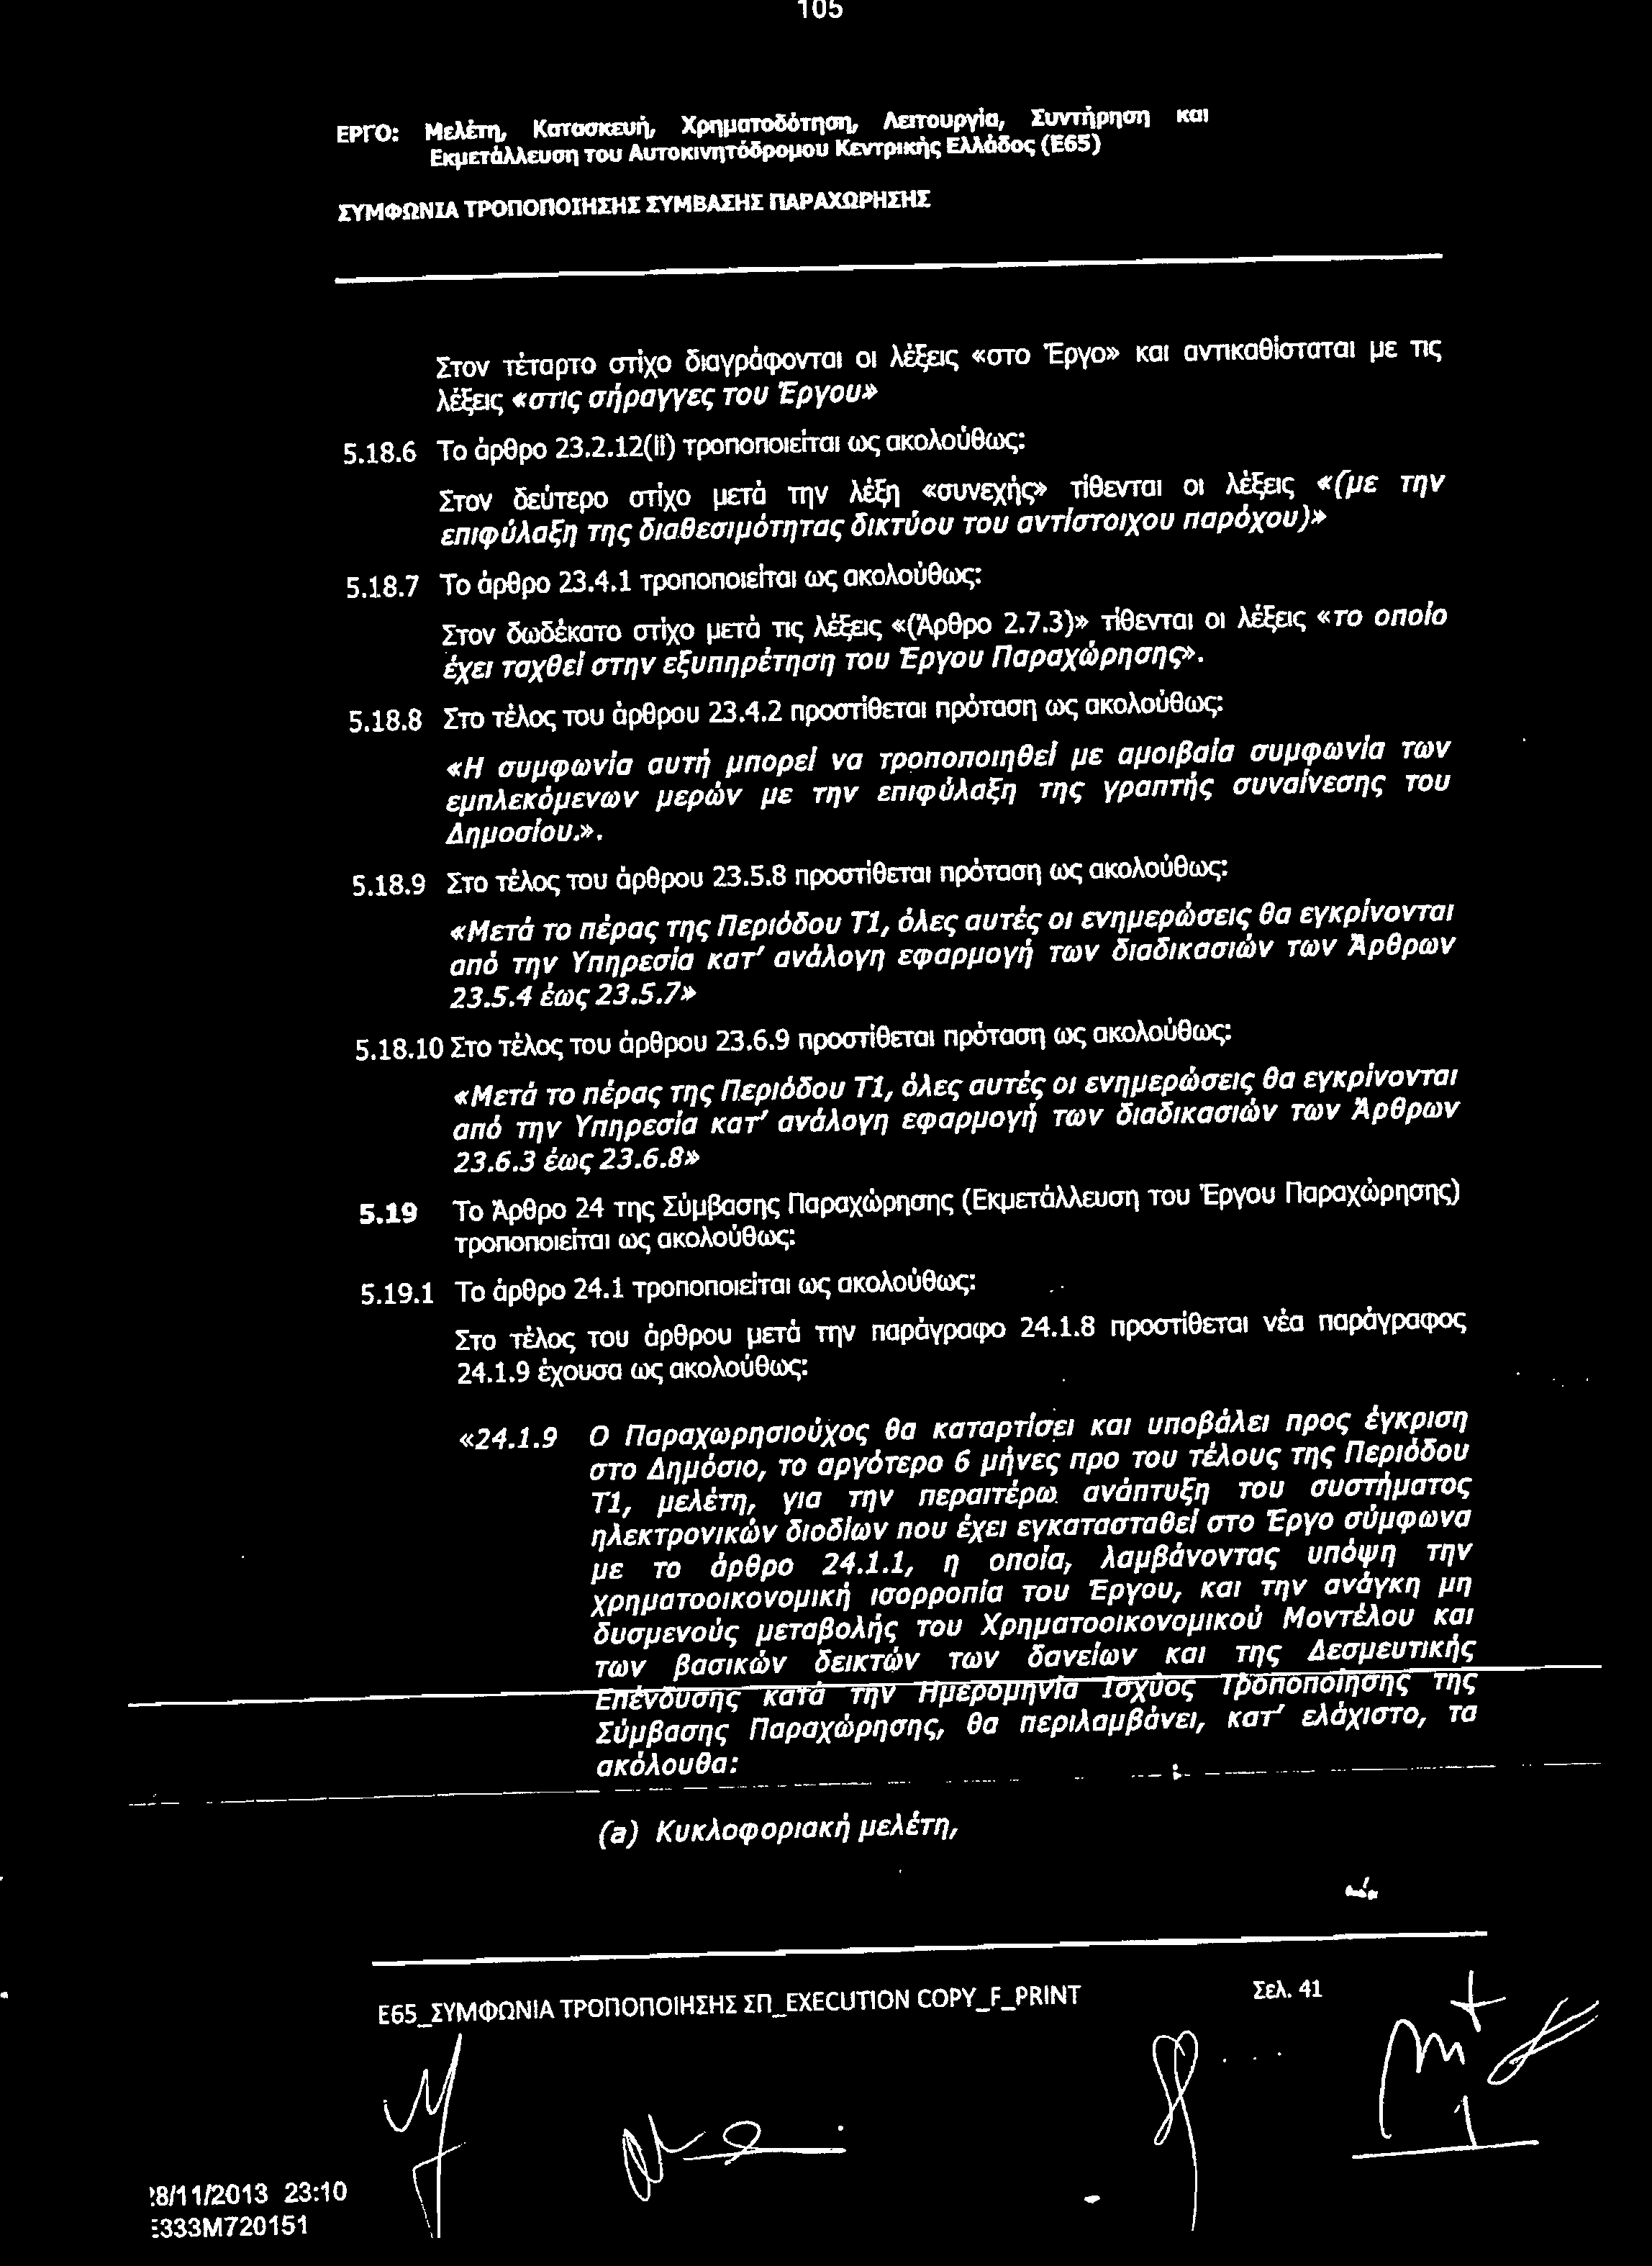 105
ΕΡΓΟ: Μελέτη, Κατασκευή, Χρηματοδότηση, Λειτουργία, Συντήρηση και
Εκμετάλλευση του Αυτοκινητόδρομου Κεντρικής Ελλάδος (Ε65)
ΣΥΜΦΩΝΙΑ ΤΡΟΠΟΠΟΙΗΣΗΣ ΣΥΜΒΑΣΗΣ ΠΑΡΑΧΩΡΗΣΗΣ
Στον τέταρτο στίχο διαγράφονται οι λέξεις «στο Έργο» και αντικαθίσταται με τις
λέξεις «στις σήραγγες του Έργου»
5.18.6 Το άρθρο 23.2.12(ii) τροποποιείται ως ακολούθως:
Στον δεύτερο στίχο μετά την λέξη «συνεχής» τίθενται οι λέξεις «(με την
επιφύλαξη της διαθεσιμότητας δικτύου του αντίστοιχου παρόχου)»
5.18.7 Το άρθρο 23.4.1 τροποποιείται ως ακολούθως:
Στον δωδέκατο στίχο μετά τις λέξεις «(Άρθρο 2.7.3)» τίθενται οι λέξεις «το οποίο
έχει ταχθεί στην εξυπηρέτηση του Έργου Παραχώρησης».
5.18.8 Στο τέλος του άρθρου 23.4.2 προστίθεται πρόταση ως ακολούθως:
«Η συμφωνία αυτή μπορεί να τροποποιηθεί με αμοιβαία συμφωνία των
εμπλεκόμενων μερών με την επιφύλαξη της γραπτής συναίνεσης του
Δημοσίου.».
5.18.9 Στο τέλος του άρθρου 23.5.8 προστίθεται πρόταση ως ακολούθως:
«Μετά το πέρας της Περιόδου Τ1, όλες αυτές οι ενημερώσεις θα εγκρίνονται
από την Υπηρεσία κατ' ανάλογη εφαρμογή των διαδικασιών των Άρθρων
23.5.4 έως 23.5.7»
5.18.10 Στο τέλος του άρθρου 23.6.9 προστίθεται πρόταση ως ακολούθως:
«Μετά το πέρας της Περιόδου Τ1, όλες αυτές οι ενημερώσεις θα εγκρίνονται
από την Υπηρεσία κατ' ανάλογη εφαρμογή των διαδικασιών των Άρθρων
23.6.3 έως 23.6.8»
5.19 Το Άρθρο 24 της Σύμβασης Παραχώρησης (Εκμετάλλευση του Έργου Παραχώρησης)
τροποποιείται ως ακολούθως:
5.19.1 Το άρθρο 24.1 τροποποιείται ως ακολούθως:
Στο τέλος του άρθρου μετά την παράγραφο 24.1.8 προστίθεται νέα παράγραφος
24.1.9 έχουσα ως ακολούθως:
«24.1.9 Ο Παραχωρησιούχος θα καταρτίσει και υποβάλει προς έγκριση
στο Δημόσιο, το αργότερο 6 μήνες προ του τέλους της Περιόδου
Τ1, μελέτη, για την περαιτέρω ανάπτυξη του συστήματος
ηλεκτρονικών διοδίων που έχει εγκατασταθεί στο Έργο σύμφωνα
με το άρθρο 24.1.1, η οποία, λαμβάνοντας υπόψη την
χρηματοοικονομική ισορροπία του Έργου, και την ανάγκη μη
δυσμενούς μεταβολής του Χρηματοοικονομικού Μοντέλου και
των βασικών δεικτών των δανείων και της Δεσμευτικής
Επένδυσης κατά την Ημερομηνία Ισχύος Τροποποίησης της
Σύμβασης Παραχώρησης, θα περιλαμβάνει, κατ' ελάχιστο, τα
ακόλουθα:
(a) Κυκλοφοριακή μελέτη,
E65_ΣΥΜΦΩΝΙΑ ΤΡΟΠΟΠΟΙΗΣΗΣ ΣΠ_EXECUTION COPY_F_PRINT Σελ. 41
8/11/2013 23:10
333M720151